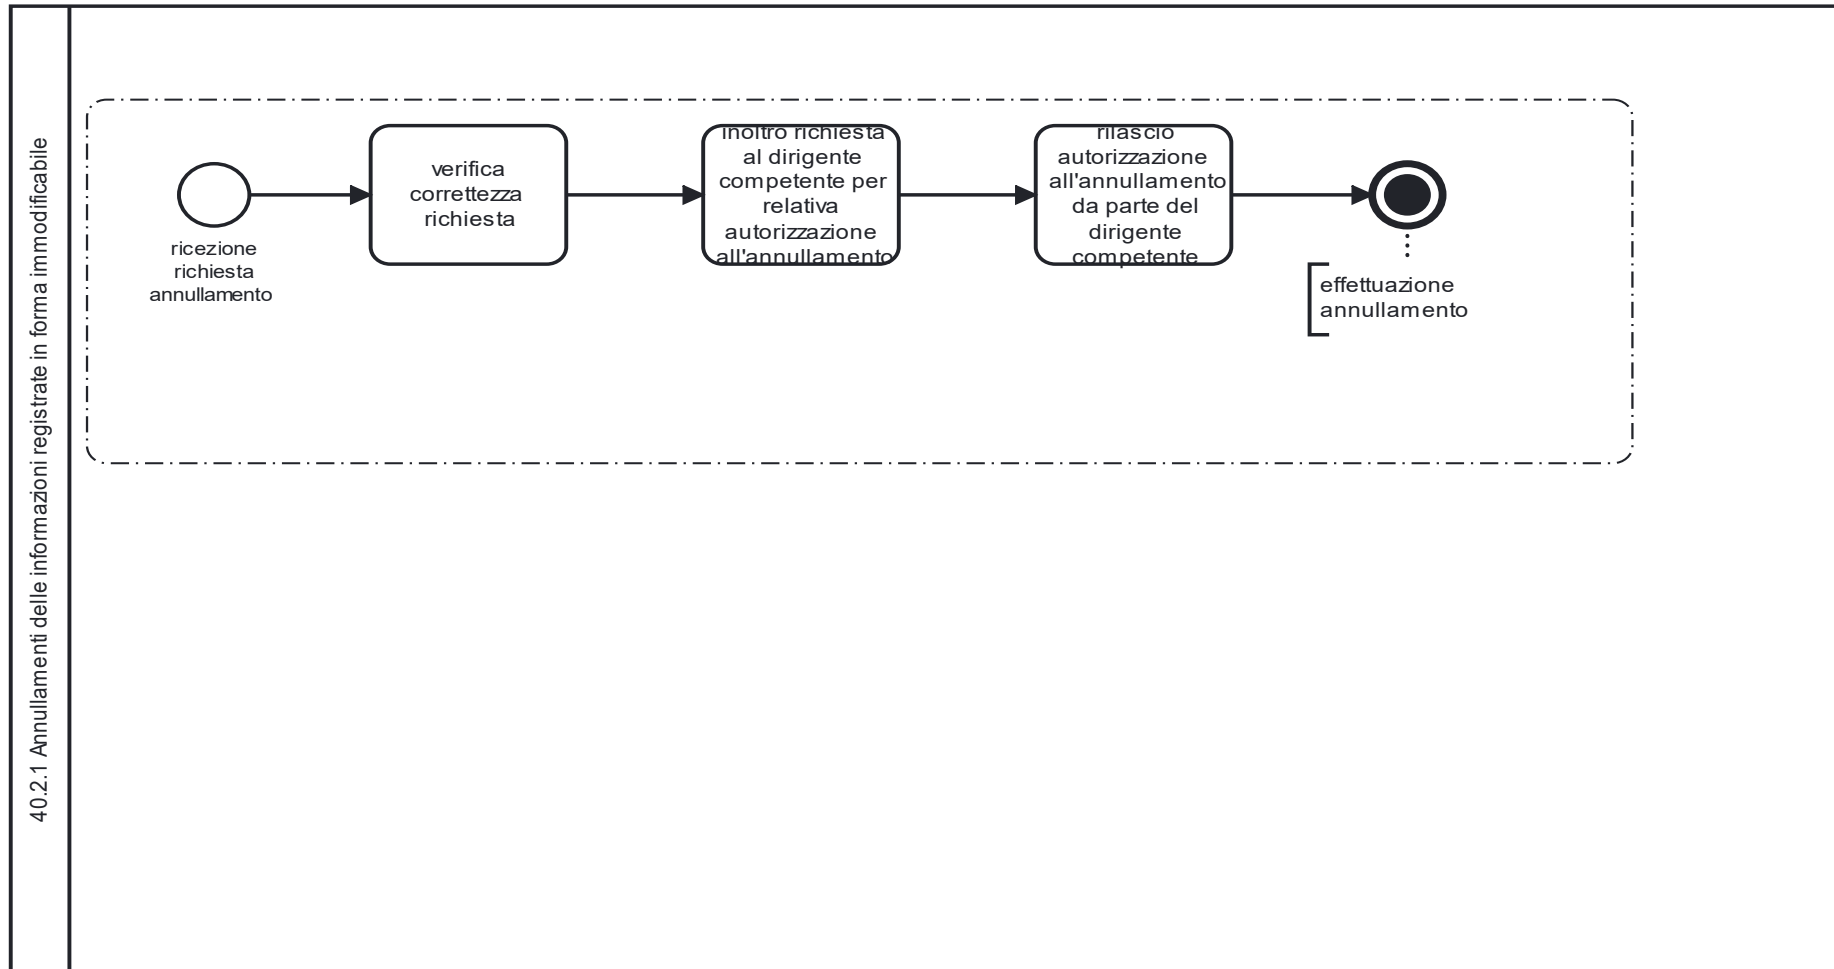 40.2.1 Annullamenti delle informazioni registrate in forma immodificabile
ricezione
richiesta
annullamento
verifica
correttezza
richiesta
inoltro richiesta
al dirigente
competente per
relativa
autorizzazione
all'annullamento
rilascio
autorizzazione
all'annullamento
da parte del
dirigente
competente
effettuazione
annullamento